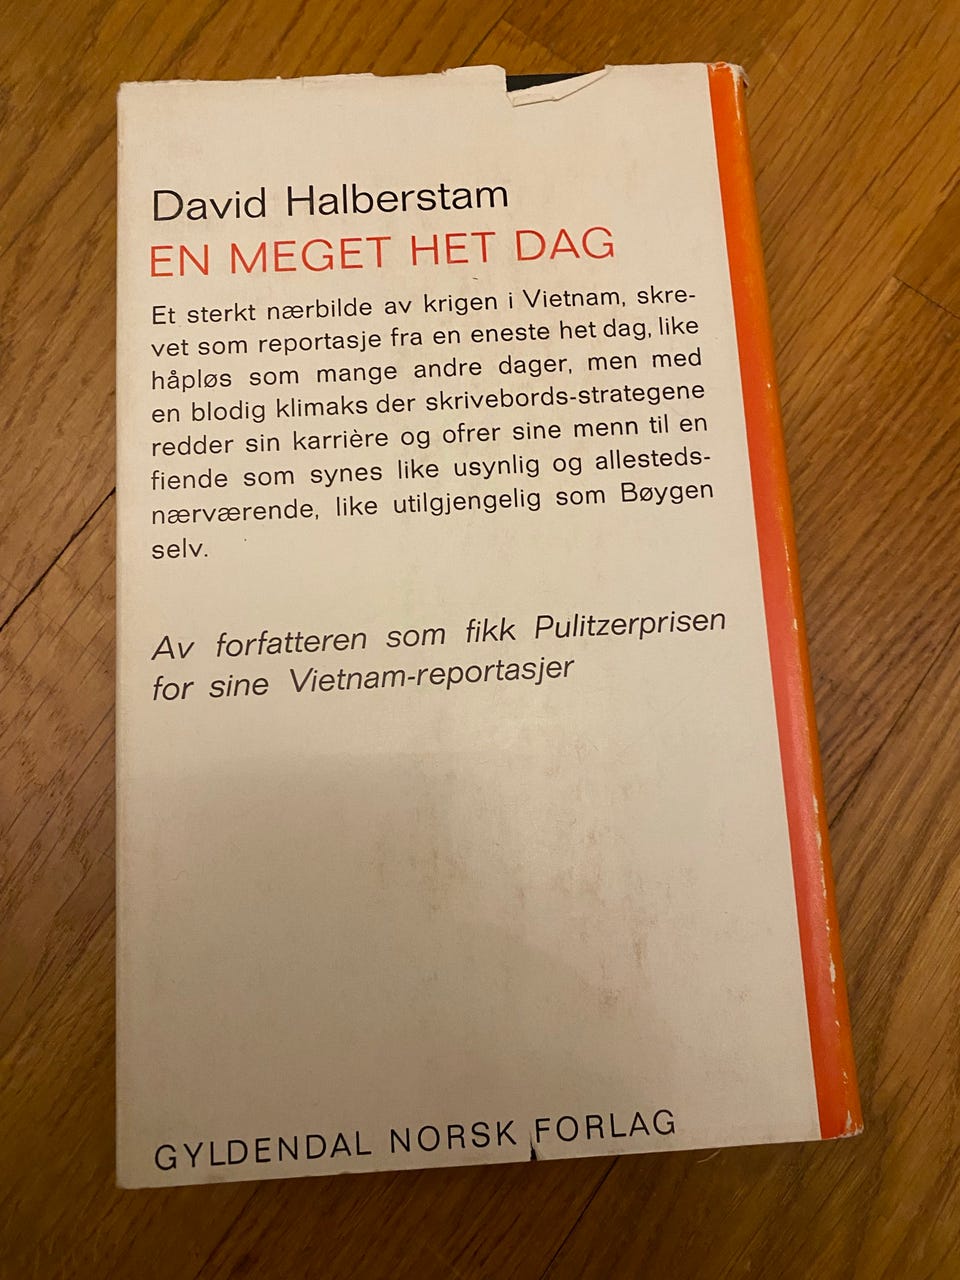 David Halberstam
EN MEGET HET DAG
Et sterkt nærbilde av krigen i Vietnam, skre-
vet som reportasje fra en eneste het dag, like
håpløs som mange andre dager, men med
en blodig klimaks der skrivebords-strategene
redder sin karrière og ofrer sine menn til en
fiende som synes like usynlig og allesteds-
nærværende, like utilgjengelig som Bøygen
selv.
Av forfatteren som fikk Pulitzerprisen
for sine Vietnam-reportasjer
GYLDENDAL NORSK FORLAG